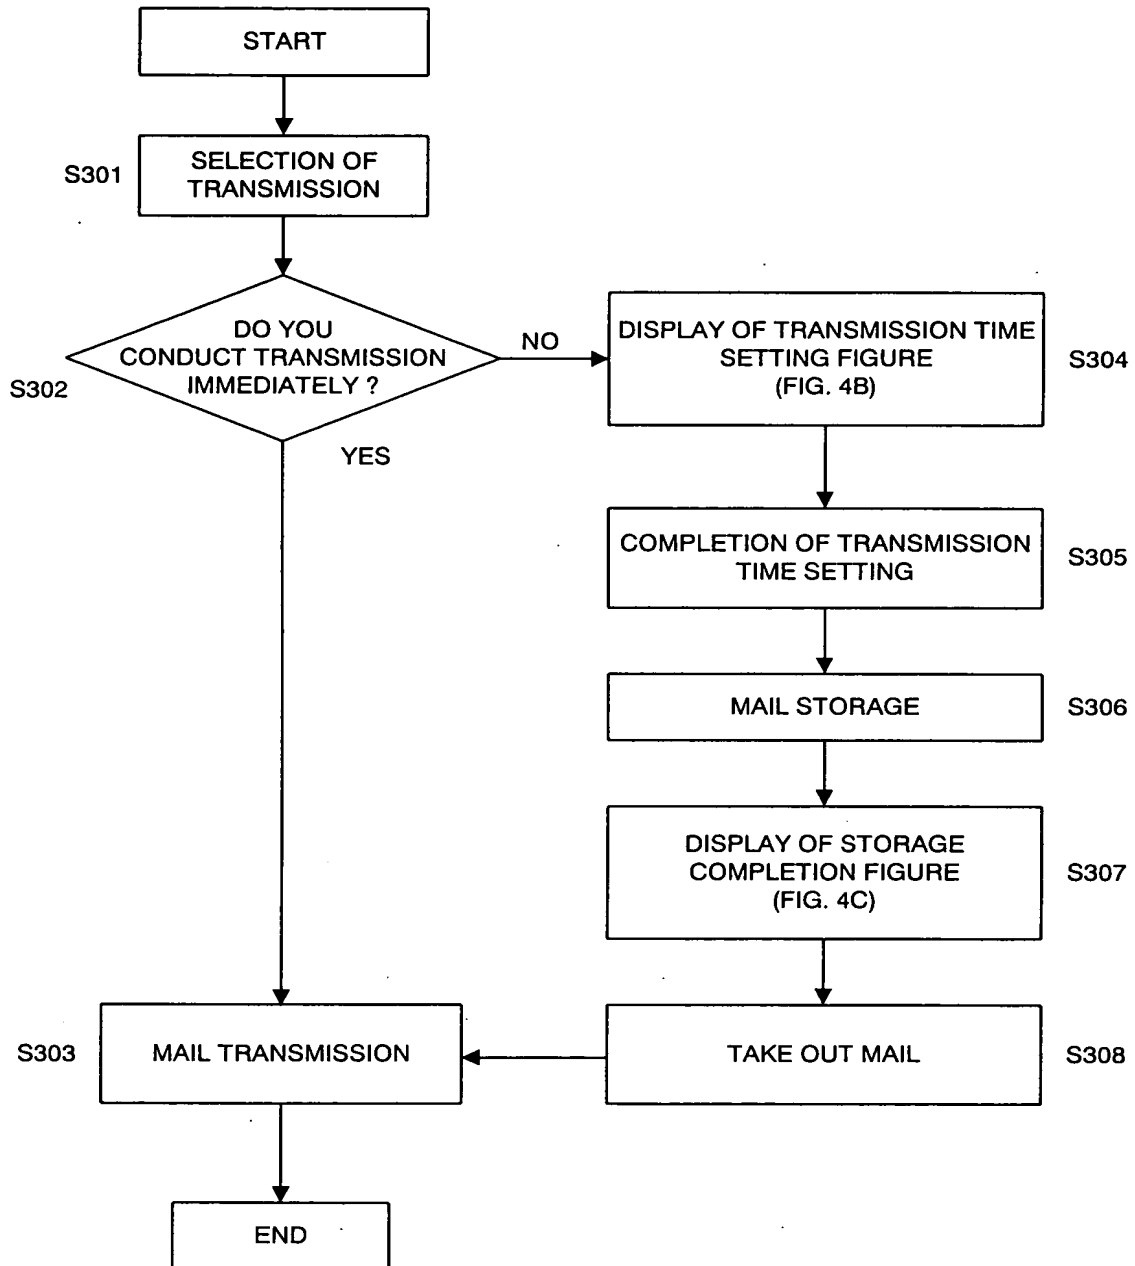 START
S301
SELECTION OF
TRANSMISSION
S302
DO YOU
CONDUCT TRANSMISSION
IMMEDIATELY ?
NO
YES
DISPLAY OF TRANSMISSION TIME
SETTING FIGURE
(FIG. 4B)
S304
COMPLETION OF TRANSMISSION
TIME SETTING
S305
MAIL STORAGE
S306
DISPLAY OF STORAGE
COMPLETION FIGURE
(FIG. 4C)
S307
S303
MAIL TRANSMISSION
TAKE OUT MAIL
S308
END